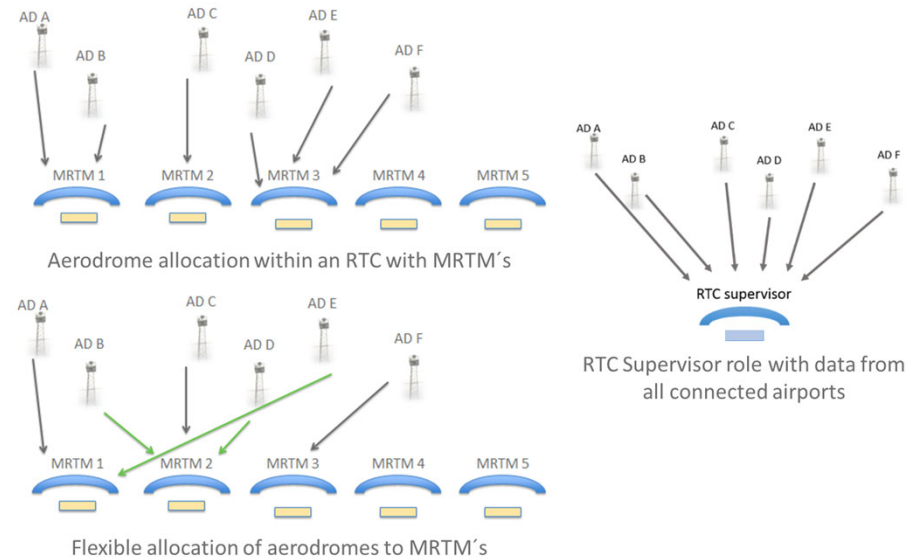 AD A
AD B
AD C
AD D
AD E
AD F
MRTM 1
MRTM 2
MRTM 3
MRTM 4
MRTM 5
Aerodrome allocation within an RTC with MRTM´s
AD A
AD B
AD C
AD D
AD E
AD F
MRTM 1
MRTM 2
MRTM 3
MRTM 4
MRTM 5
Flexible allocation of aerodromes to MRTM´s
AD A
AD B
AD C
AD D
AD E
AD F
RTC supervisor
RTC Supervisor role with data from
all connected airports